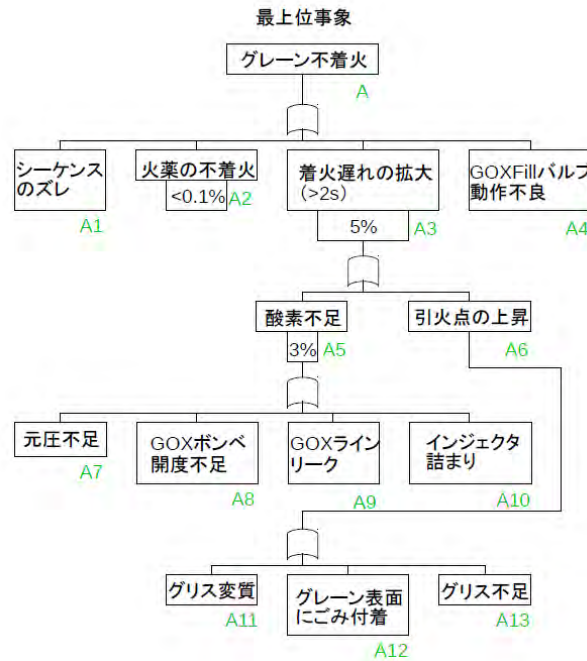 最上位事象
グレーン不着火
A
シーケンス
のズレ
A1
火薬の不着火
<0.1%
A2
着火遅れの拡大
(>2s)
5%
A3
GOXFillバルブ
動作不良
A4
酸素不足
3%
A5
引火点の上昇
A6
元圧不足
A7
GOXボンベ
開度不足
A8
GOXライン
リーク
A9
インジェクタ
詰まり
A10
グリス変質
A11
グレーン表面
にごみ付着
A12
グリス不足
A13